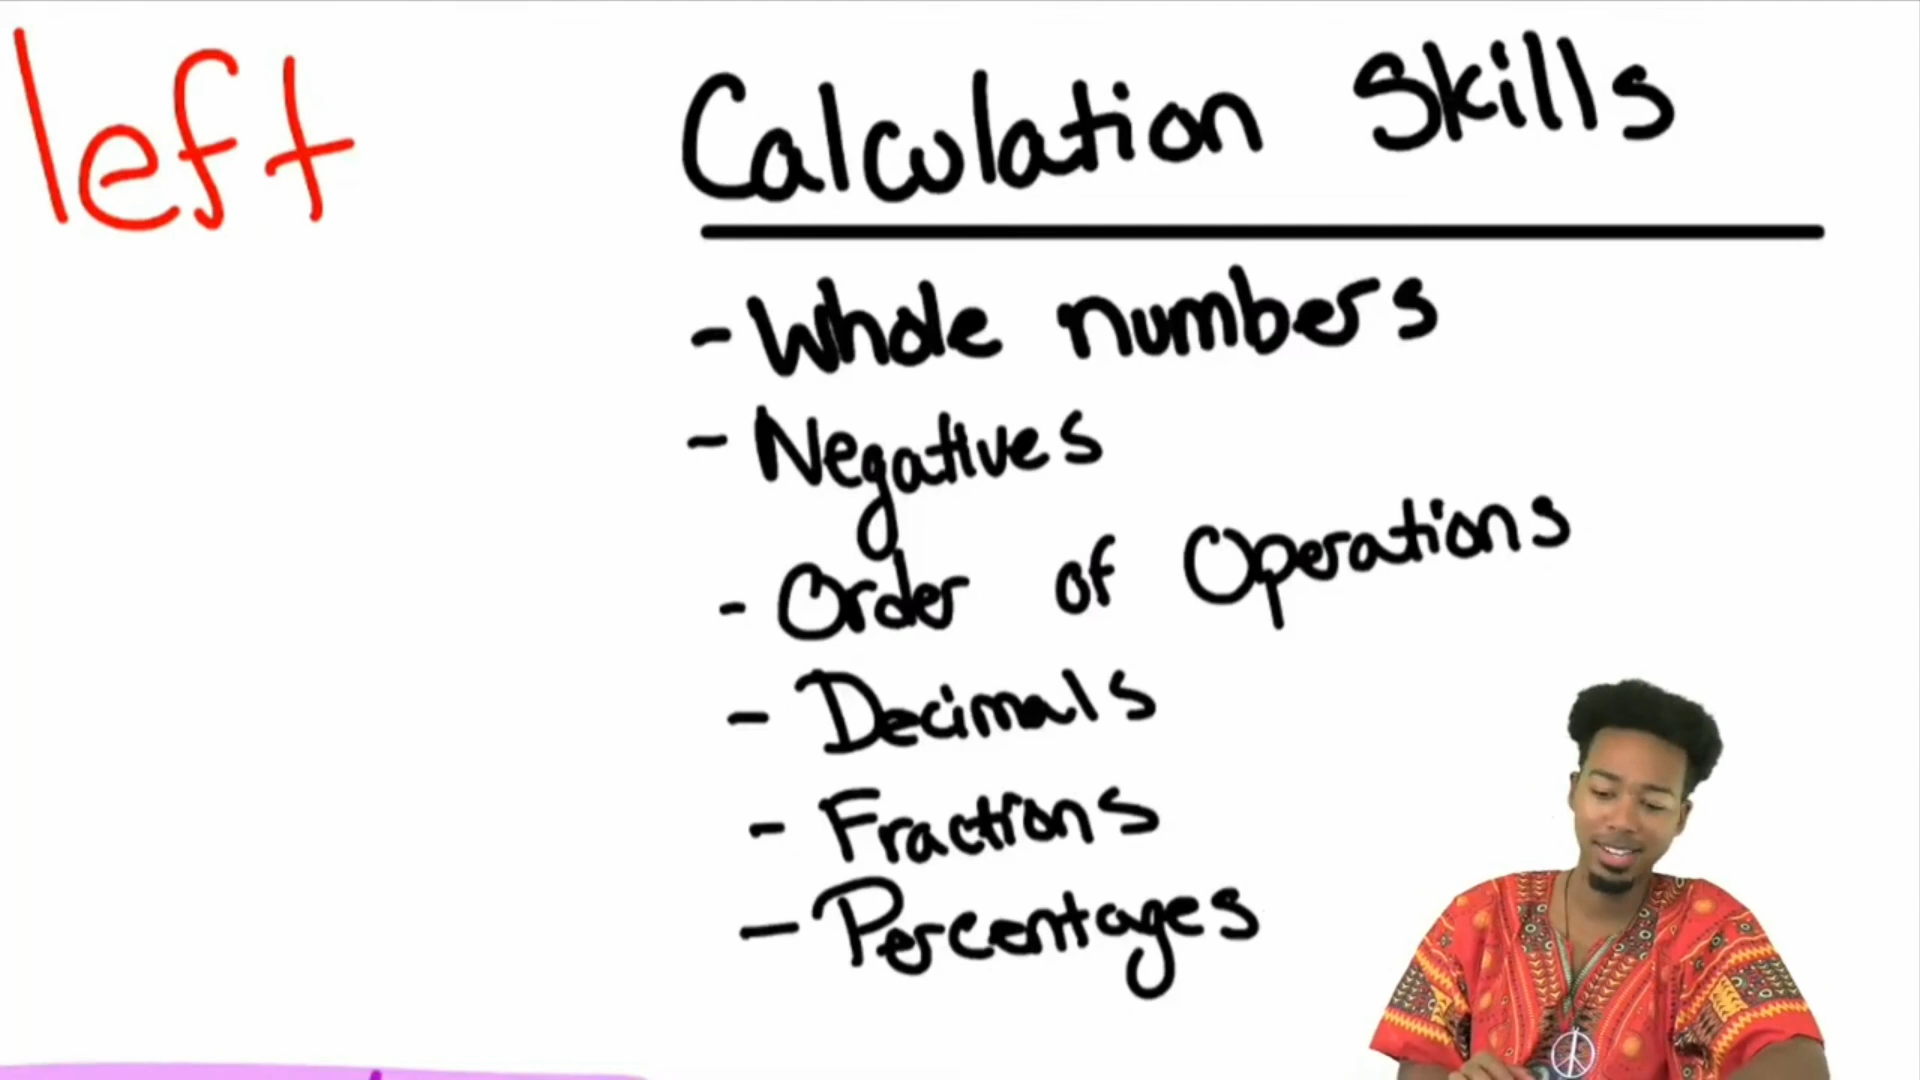 left
Calculation Skills
- Whole numbers
- Negatives
- Order of Operations
- Decimals
- Fractions
- Percentages